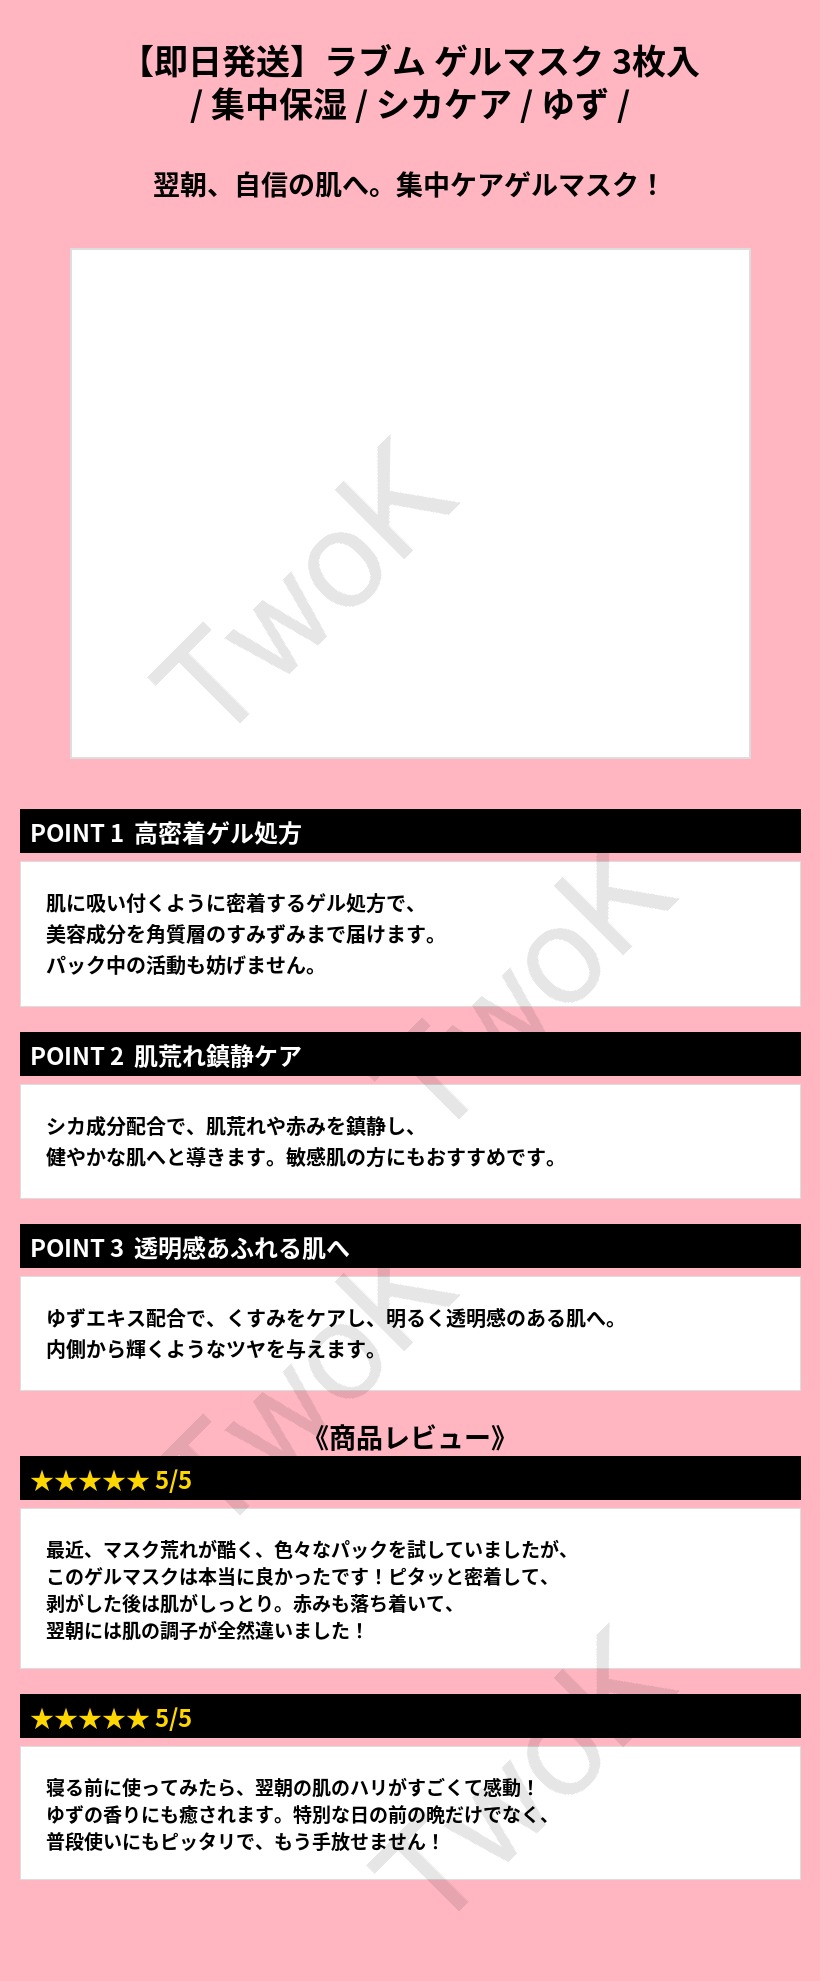 【即日発送】ラブム ゲルマスク 3枚入
/ 集中保湿 / シカケア / ゆず /
翌朝、自信の肌へ。集中ケアゲルマスク！
TwoK
POINT 1 高密着ゲル処方
肌に吸い付くように密着するゲル処方で、
美容成分を角質層のすみずみまで届けます。
パック中の活動も妨げません。
TwoK
POINT 2 肌荒れ鎮静ケア
シカ成分配合で、肌荒れや赤みを鎮静し、
健やかな肌へと導きます。敏感肌の方にもおすすめです。
POINT 3 透明感あふれる肌へ
ゆずエキス配合で、くすみをケアし、明るく透明感のある肌へ。
内側から輝くようなツヤを与えます。
TwoK
《商品レビュー》
★★★★★ 5/5
最近、マスク荒れが酷く、色々なパックを試していましたが、
このゲルマスクは本当に良かったです！ピタッと密着して、
剥がした後は肌がしっとり。赤みも落ち着いて、
翌朝には肌の調子が全然違いました！
★★★★★ 5/5
寝る前に使ってみたら、翌朝の肌のハリがすごくて感動！
ゆずの香りにも癒されます。特別な日の前の晩だけでなく、
普段使いにもピッタリで、もう手放せません！
TwoK